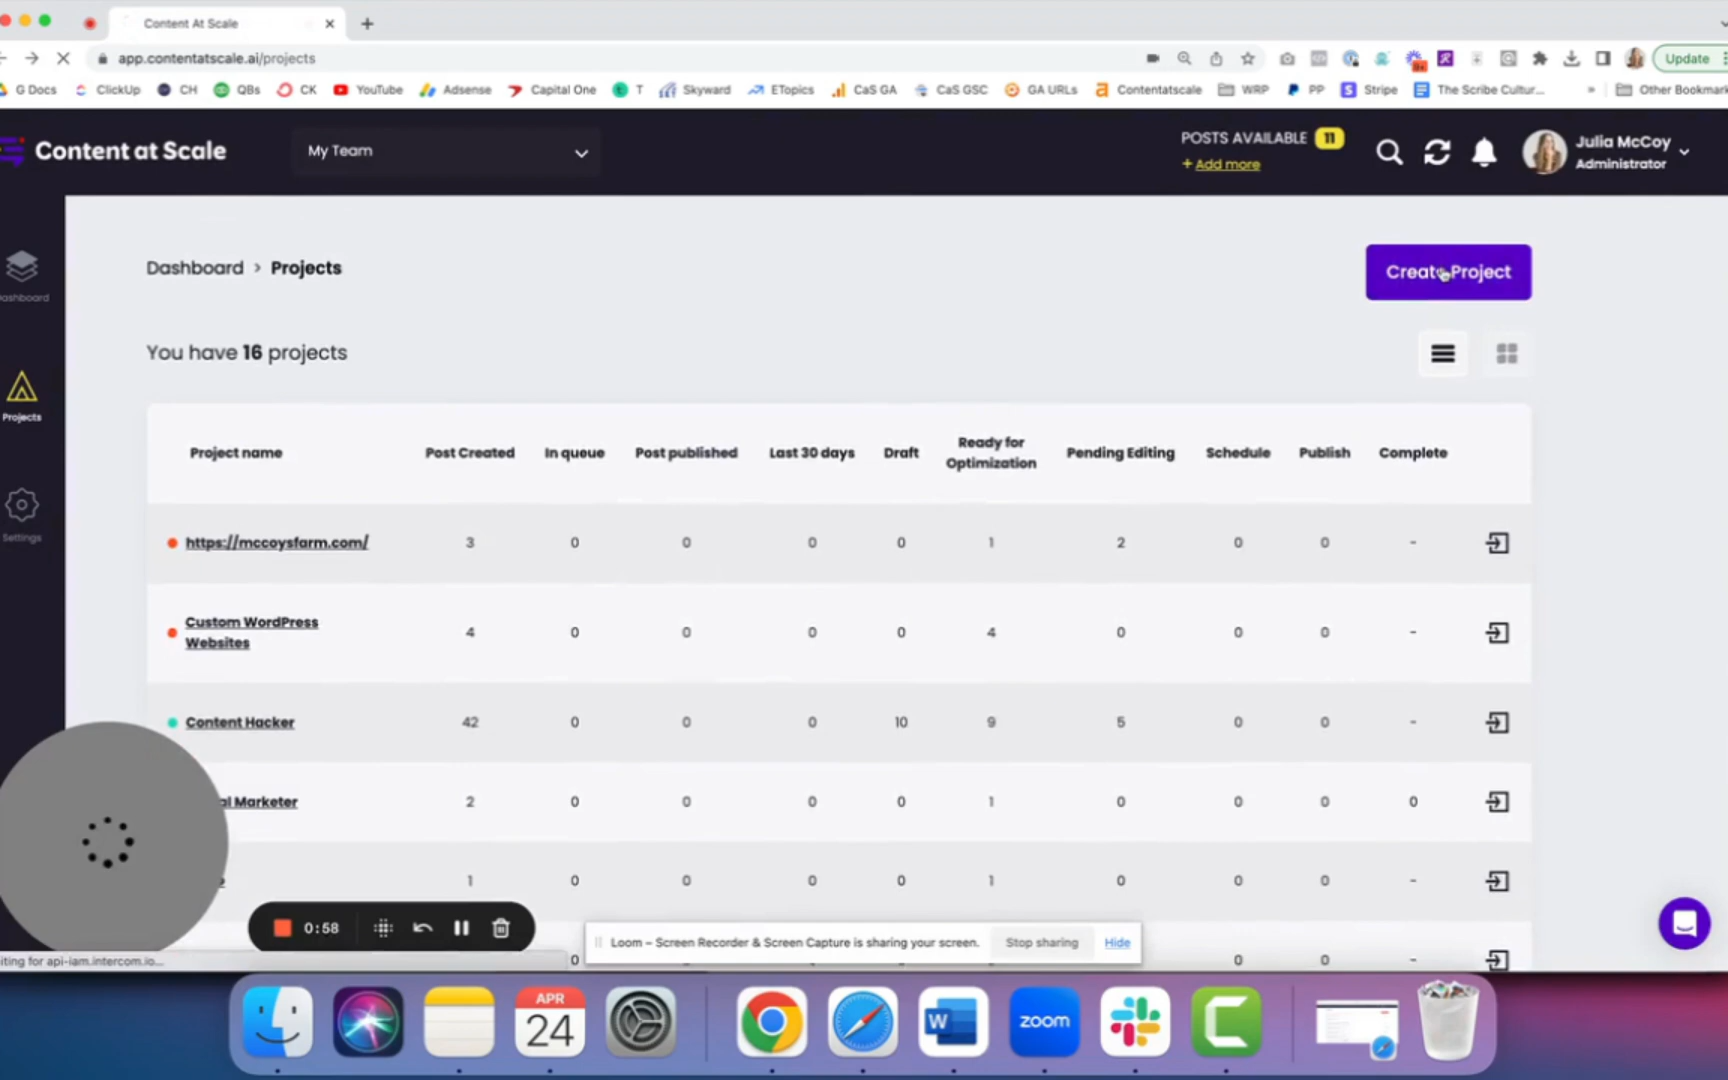 Content At Scale
app.contentatscale.ai/projects
Update
G Docs ClickUp CH QBs CK YouTube Adsense Capital One T Skyward ETopics CaS GA CaS GSC GA URLs Contentatscale WRP PP Stripe The Scribe Cultur... » Other Bookmark
Content at Scale
My Team
POSTS AVAILABLE 11
+ Add more
Julia McCoy
Administrator
Dashboard > Projects
Create Project
You have 16 projects
Dashboard
Projects
Settings
Project name Post Created In queue Post published Last 30 days Draft Ready for Optimization Pending Editing Schedule Publish Complete
https://mccoysfarm.com/ 3 0 0 0 0 1 2 0 0 -
Custom WordPress
Websites 4 0 0 0 0 4 0 0 0 -
Content Hacker 42 0 0 0 10 9 5 0 0 -
al Marketer 2 0 0 0 0 1 0 0 0 0
1 0 0 0 0 1 0 0 0 -
0 0 0 -
0:58
Loom – Screen Recorder & Screen Capture is sharing your screen. Stop sharing Hide
iting for api-iam.intercom.io...
APR
24
W
zoom